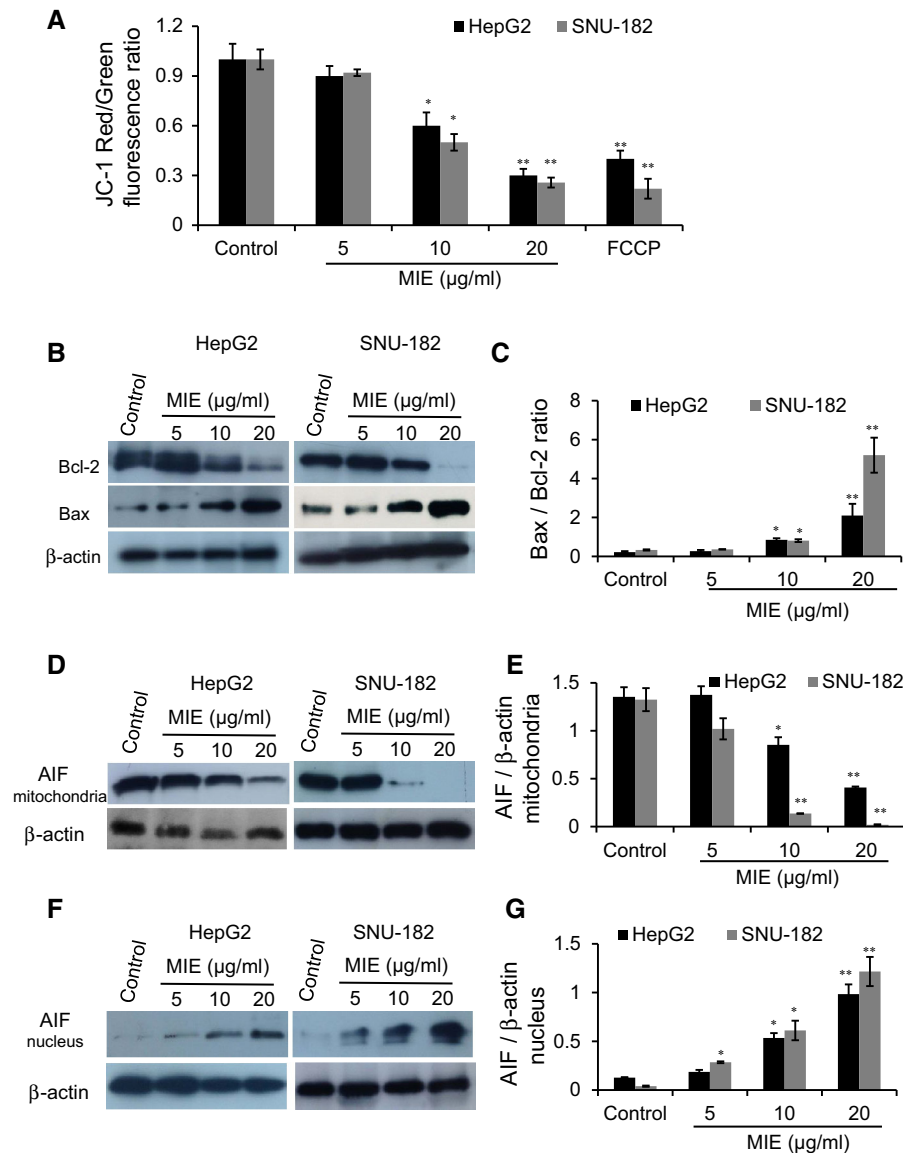 A
JC-1 Red/Green
fluorescence ratio
1.2
0.9
0.6
0.3
0
HepG2
SNU-182
*
*
**
**
**
**
Control
5
10
20
FCCP
MIE (µg/ml)
B
HepG2
SNU-182
Control
MIE (µg/ml)
5
10
20
Control
MIE (µg/ml)
5
10
20
Bcl-2
Bax
β-actin
C
Bax / Bcl-2 ratio
8
6
4
2
0
HepG2
SNU-182
*
*
**
**
Control
5
10
20
MIE (µg/ml)
D
HepG2
SNU-182
Control
MIE (µg/ml)
5
10
20
Control
MIE (µg/ml)
5
10
20
AIF
mitochondria
β-actin
E
AIF / β-actin
mitochondria
1.5
1
0.5
0
HepG2
SNU-182
*
**
**
**
Control
5
10
20
MIE (µg/ml)
F
HepG2
SNU-182
Control
MIE (µg/ml)
5
10
20
Control
MIE (µg/ml)
5
10
20
AIF
nucleus
β-actin
G
AIF / β-actin
nucleus
1.5
1
0.5
0
HepG2
SNU-182
*
*
*
**
**
Control
5
10
20
MIE (µg/ml)